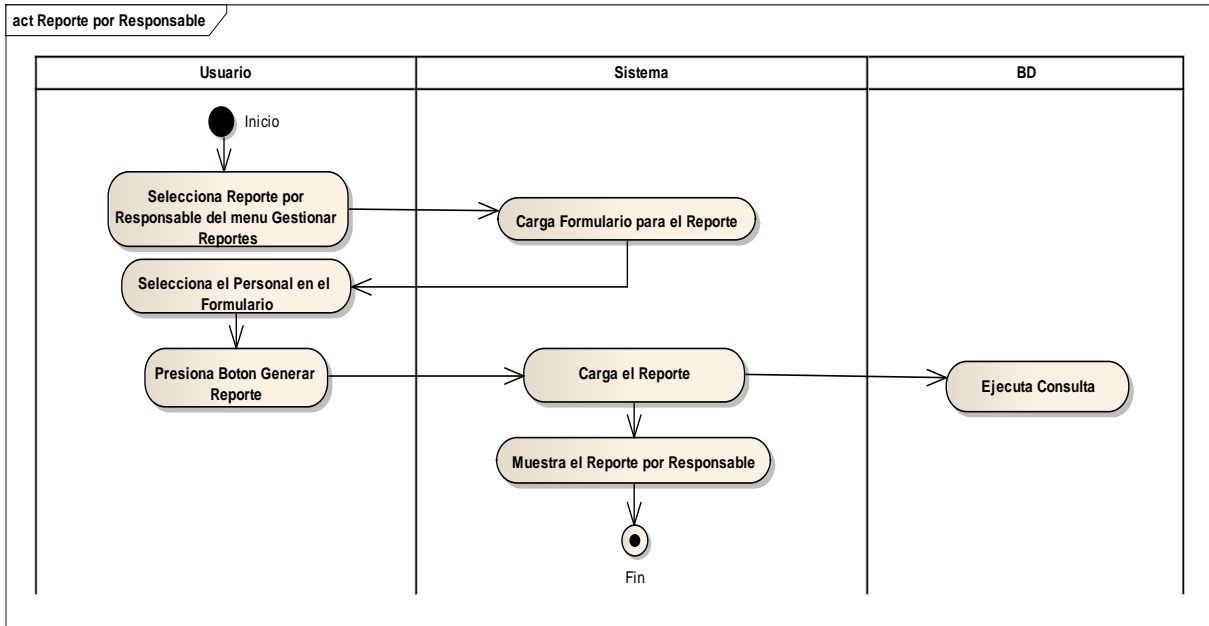 act Reporte por Responsable
Usuario
Sistema
BD
Inicio
Selecciona Reporte por
Responsable del menu Gestionar
Reportes
Carga Formulario para el Reporte
Selecciona el Personal en el
Formulario
Presiona Boton Generar
Reporte
Carga el Reporte
Ejecuta Consulta
Muestra el Reporte por Responsable
Fin